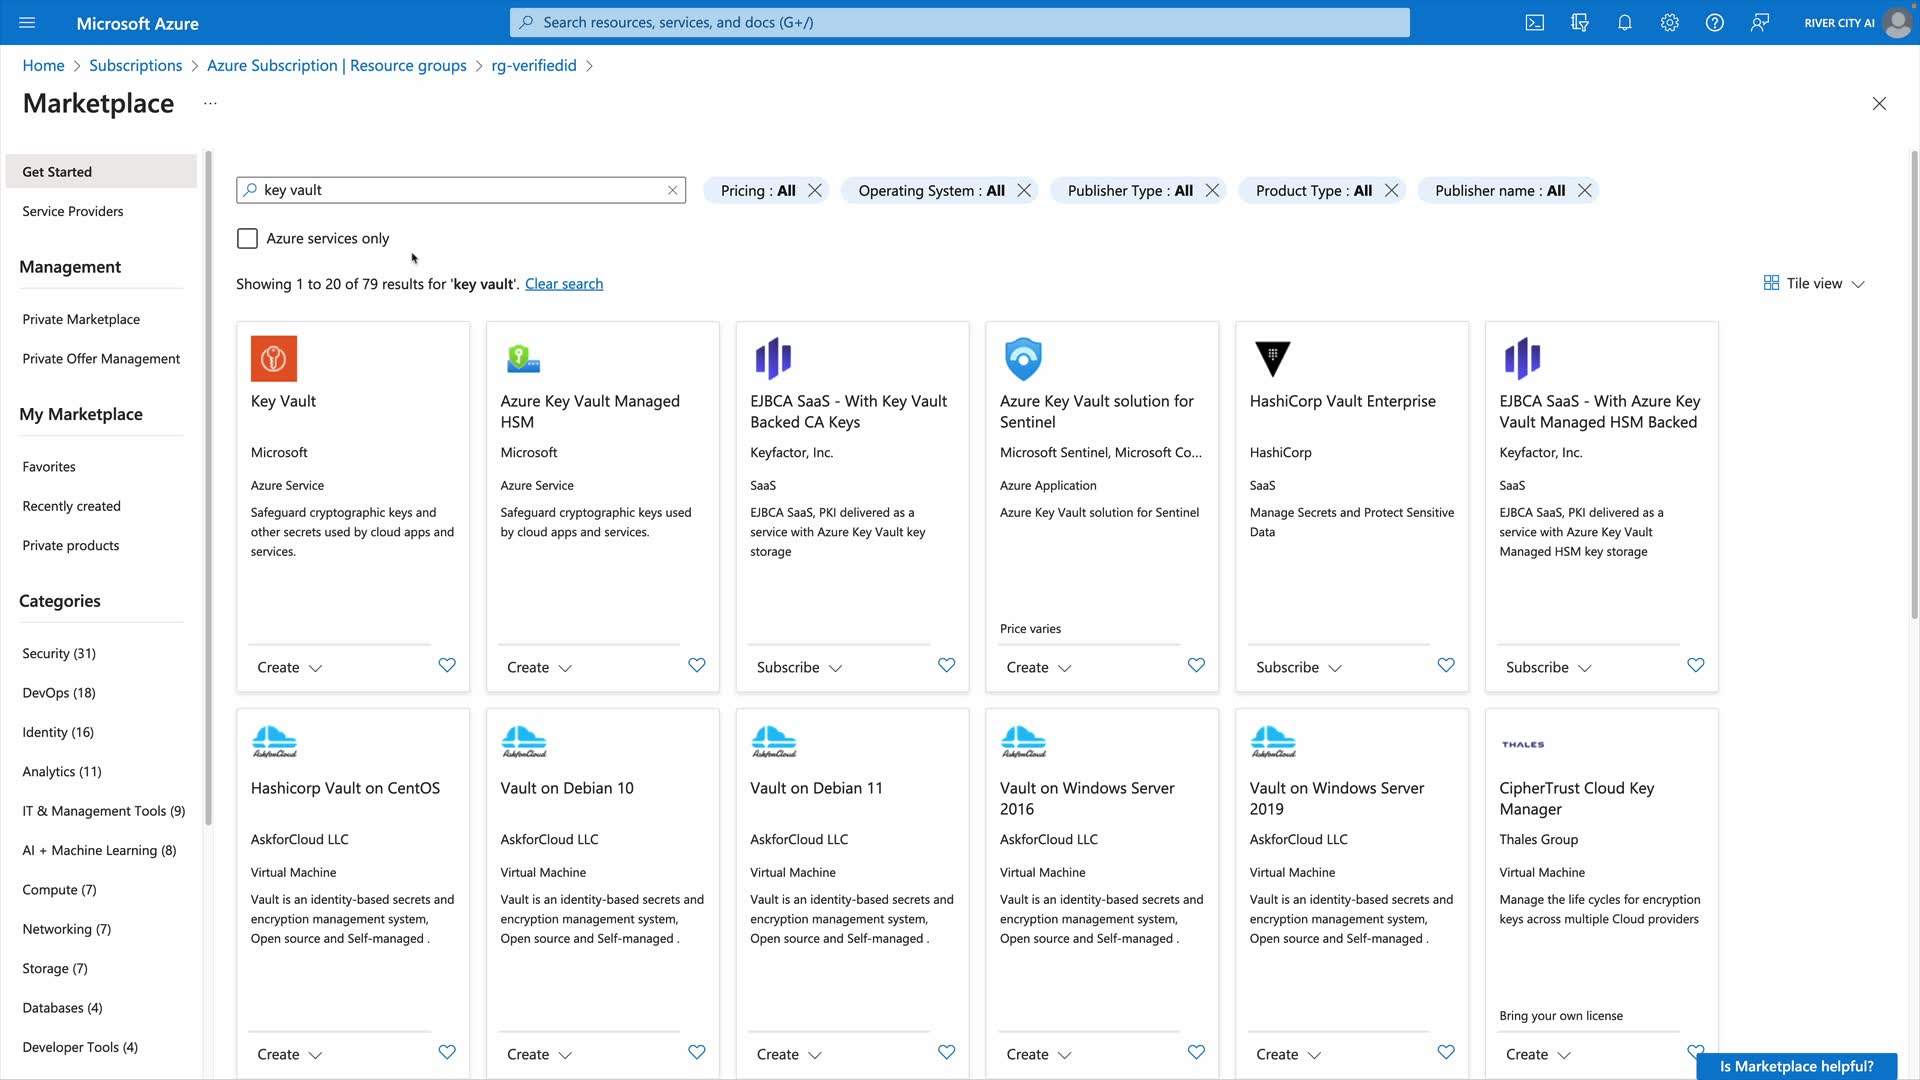 Microsoft Azure
Search resources, services, and docs (G+/)
RIVER CITY AI
Home > Subscriptions > Azure Subscription | Resource groups > rg-verifiedid >
Marketplace ...
Get Started
Service Providers
Management
Private Marketplace
Private Offer Management
My Marketplace
Favorites
Recently created
Private products
Categories
Security (31)
DevOps (18)
Identity (16)
Analytics (11)
IT & Management Tools (9)
AI + Machine Learning (8)
Compute (7)
Networking (7)
Storage (7)
Databases (4)
Developer Tools (4)
key vault
Pricing : All
Operating System : All
Publisher Type : All
Product Type : All
Publisher name : All
Azure services only
Showing 1 to 20 of 79 results for 'key vault'. Clear search
Tile view
Key Vault
Microsoft
Azure Service
Safeguard cryptographic keys and
other secrets used by cloud apps and
services.
Create
Azure Key Vault Managed
HSM
Microsoft
Azure Service
Safeguard cryptographic keys used
by cloud apps and services.
Create
EJBCA SaaS - With Key Vault
Backed CA Keys
Keyfactor, Inc.
SaaS
EJBCA SaaS, PKI delivered as a
service with Azure Key Vault key
storage
Subscribe
Azure Key Vault solution for
Sentinel
Microsoft Sentinel, Microsoft Co...
Azure Application
Azure Key Vault solution for Sentinel
Price varies
Create
HashiCorp Vault Enterprise
HashiCorp
SaaS
Manage Secrets and Protect Sensitive
Data
Subscribe
EJBCA SaaS - With Azure Key
Vault Managed HSM Backed
Keyfactor, Inc.
SaaS
EJBCA SaaS, PKI delivered as a
service with Azure Key Vault
Managed HSM key storage
Subscribe
AskforCloud
Hashicorp Vault on CentOS
AskforCloud LLC
Virtual Machine
Vault is an identity-based secrets and
encryption management system,
Open source and Self-managed .
Create
AskforCloud
Vault on Debian 10
AskforCloud LLC
Virtual Machine
Vault is an identity-based secrets and
encryption management system,
Open source and Self-managed .
Create
AskforCloud
Vault on Debian 11
AskforCloud LLC
Virtual Machine
Vault is an identity-based secrets and
encryption management system,
Open source and Self-managed .
Create
AskforCloud
Vault on Windows Server
2016
AskforCloud LLC
Virtual Machine
Vault is an identity-based secrets and
encryption management system,
Open source and Self-managed .
Create
AskforCloud
Vault on Windows Server
2019
AskforCloud LLC
Virtual Machine
Vault is an identity-based secrets and
encryption management system,
Open source and Self-managed .
Create
THALES
CipherTrust Cloud Key
Manager
Thales Group
Virtual Machine
Manage the life cycles for encryption
keys across multiple Cloud providers
Bring your own license
Create
Is Marketplace helpful?